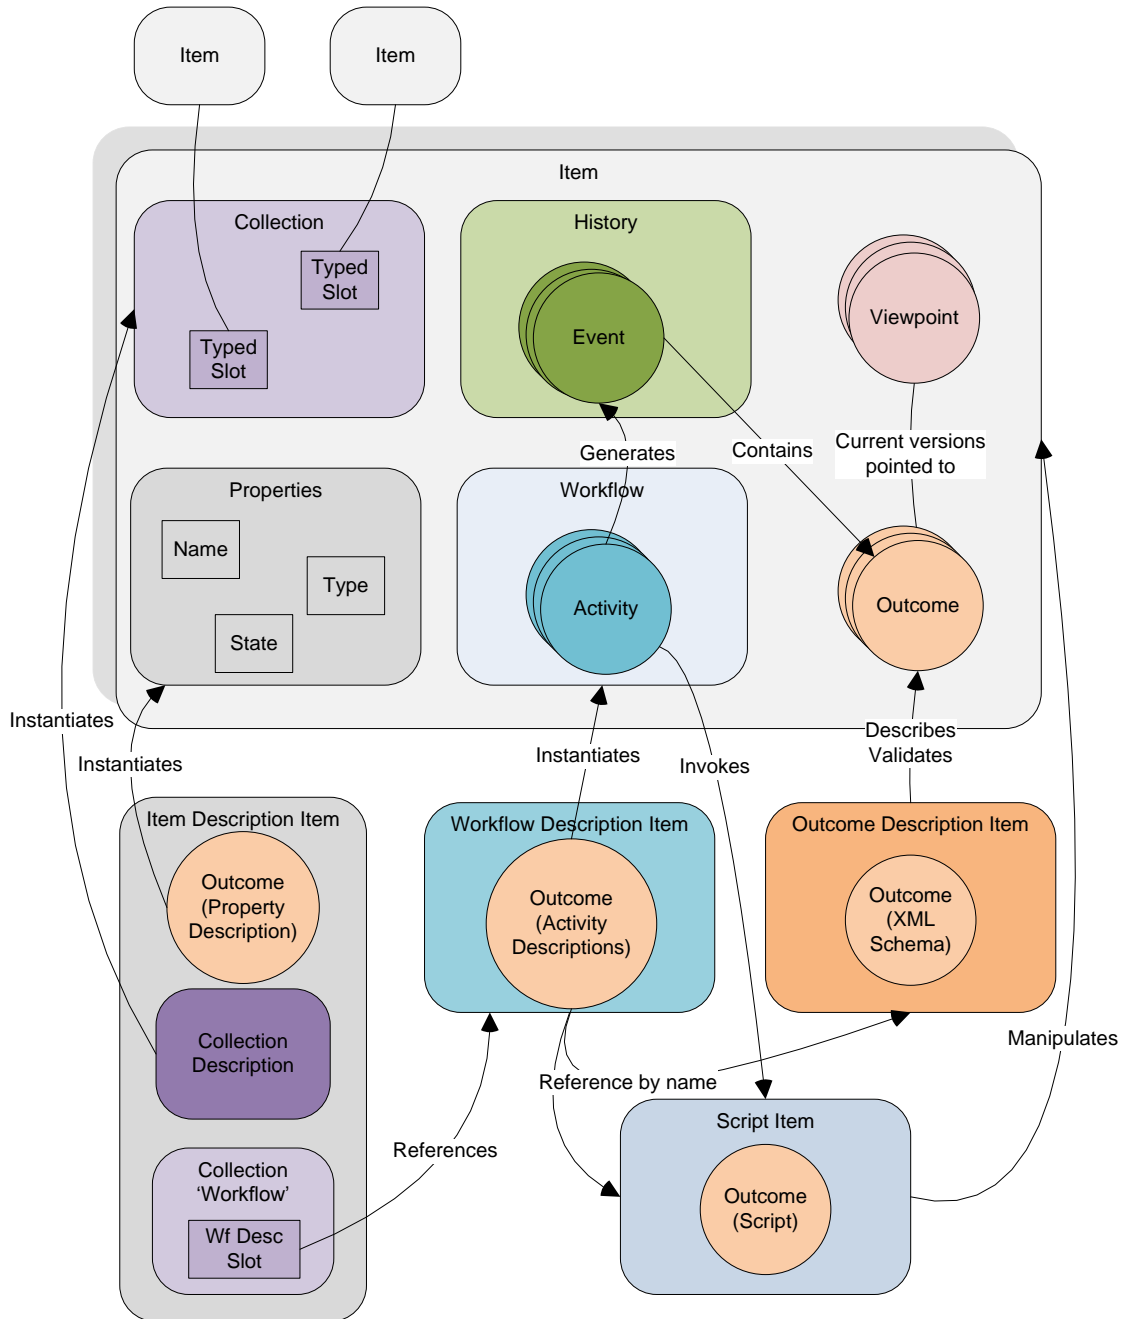 Item
Item
Item
Collection
Typed
Slot
Typed
Slot
History
Event
Viewpoint
Generates
Contains
Current versions
pointed to
Properties
Name
Type
State
Workflow
Activity
Outcome
Instantiates
Instantiates
Instantiates
Invokes
Describes
Validates
Item Description Item
Outcome
(Property
Description)
Collection
Description
Collection
‘Workflow’
Wf Desc
Slot
Workflow Description Item
Outcome
(Activity
Descriptions)
Outcome Description Item
Outcome
(XML
Schema)
Manipulates
Reference by name
References
Script Item
Outcome
(Script)